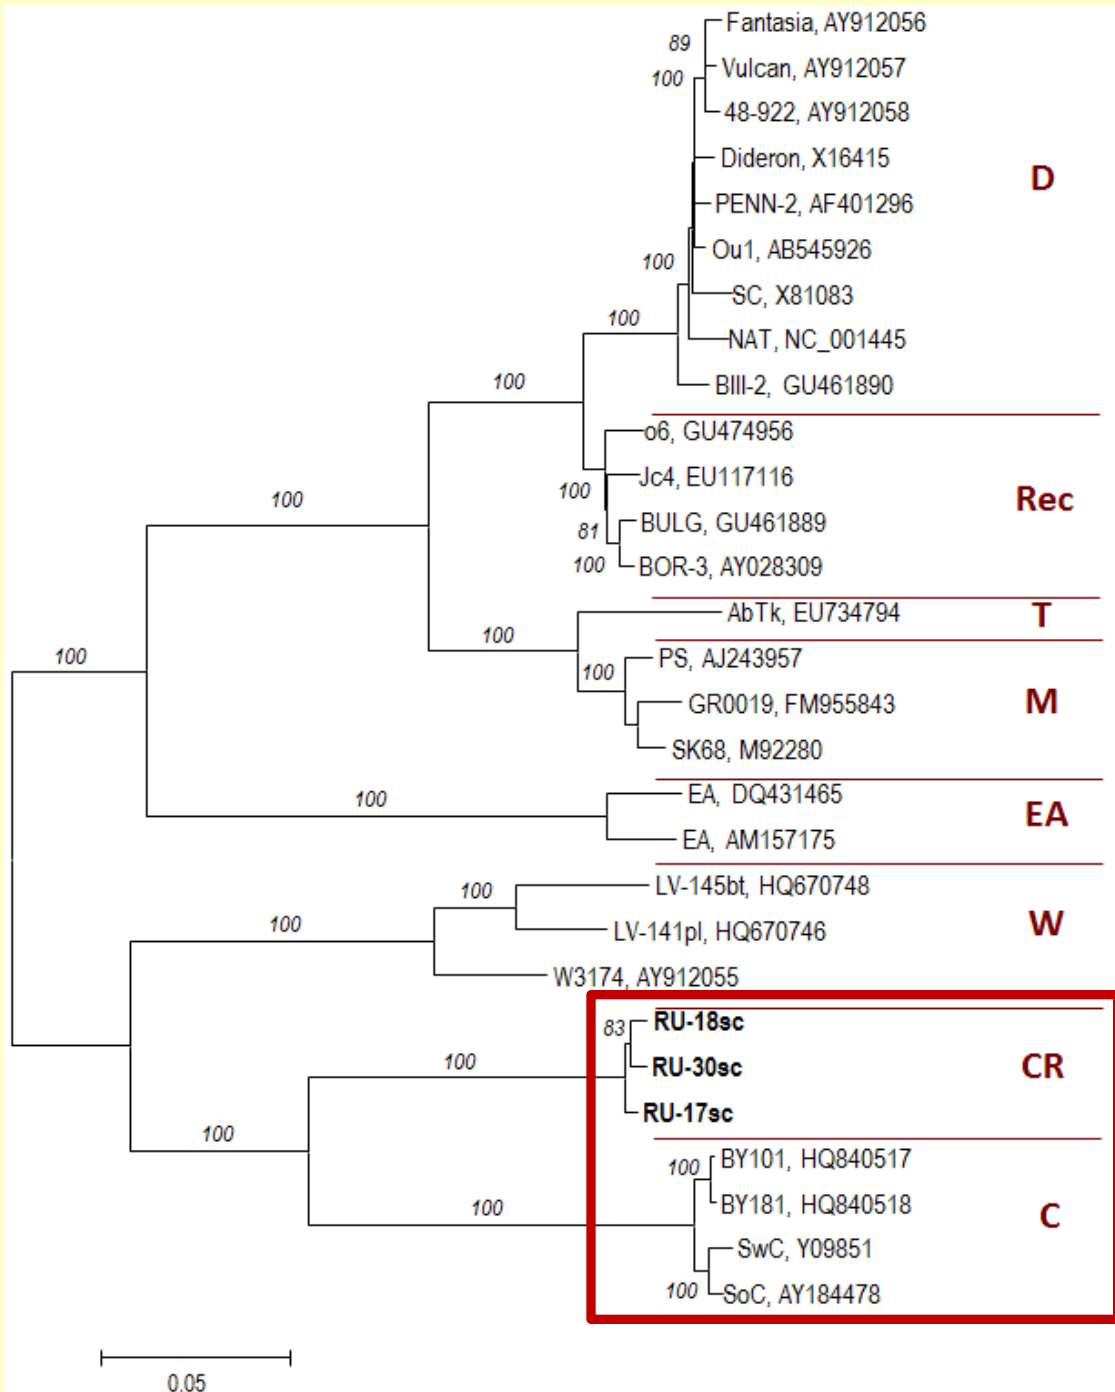 Fantasia, AY912056
89
Vulcan, AY912057
100
48-922, AY912058
Dideron, X16415
D
PENN-2, AF401296
Ou1, AB545926
100
SC, X81083
100
NAT, NC_001445
BIII-2, GU461890
100
o6, GU474956
Jc4, EU117116
100
Rec
100
BULG, GU461889
81
BOR-3, AY028309
100
AbTk, EU734794
T
100
PS, AJ243957
100
100
GR0019, FM955843
M
SK68, M92280
EA, DQ431465
100
EA
EA, AM157175
LV-145bt, HQ670748
100
W
100
LV-141pl, HQ670746
W3174, AY912055
RU-18sc
83
100
RU-30sc
CR
RU-17sc
100
BY101, HQ840517
100
BY181, HQ840518
100
C
SwC, Y09851
SoC, AY184478
100
0.05